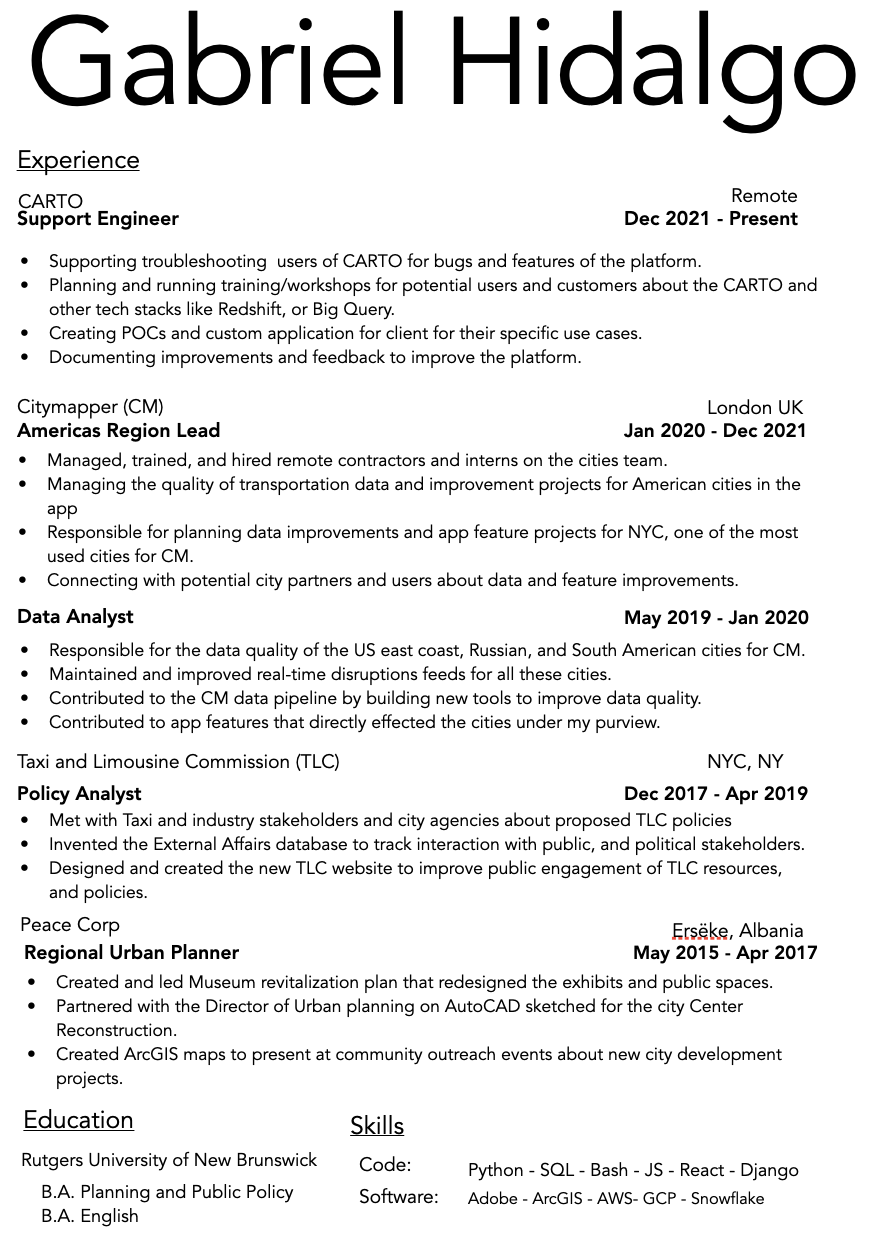 Gabriel Hidalgo
Experience
CARTO
Remote
Support Engineer
Dec 2021 - Present
• Supporting troubleshooting  users of CARTO for bugs and features of the platform.
• Planning and running training/workshops for potential users and customers about the CARTO and
other tech stacks like Redshift, or Big Query.
• Creating POCs and custom application for client for their specific use cases.
• Documenting improvements and feedback to improve the platform.
Citymapper (CM)
London UK
Americas Region Lead
Jan 2020 - Dec 2021
• Managed, trained, and hired remote contractors and interns on the cities team.
• Managing the quality of transportation data and improvement projects for American cities in the
app
• Responsible for planning data improvements and app feature projects for NYC, one of the most
used cities for CM.
• Connecting with potential city partners and users about data and feature improvements.
Data Analyst
May 2019 - Jan 2020
• Responsible for the data quality of the US east coast, Russian, and South American cities for CM.
• Maintained and improved real-time disruptions feeds for all these cities.
• Contributed to the CM data pipeline by building new tools to improve data quality.
• Contributed to app features that directly effected the cities under my purview.
Taxi and Limousine Commission (TLC)
NYC, NY
Policy Analyst
Dec 2017 - Apr 2019
• Met with Taxi and industry stakeholders and city agencies about proposed TLC policies
• Invented the External Affairs database to track interaction with public, and political stakeholders.
• Designed and created the new TLC website to improve public engagement of TLC resources,
and policies.
Peace Corp
Ersëke, Albania
Regional Urban Planner
May 2015 - Apr 2017
• Created and led Museum revitalization plan that redesigned the exhibits and public spaces.
• Partnered with the Director of Urban planning on AutoCAD sketched for the city Center
Reconstruction.
• Created ArcGIS maps to present at community outreach events about new city development
projects.
Education
Rutgers University of New Brunswick
B.A. Planning and Public Policy
B.A. English
Skills
Code:
Python - SQL - Bash - JS - React - Django
Software:
Adobe - ArcGIS - AWS- GCP - Snowflake